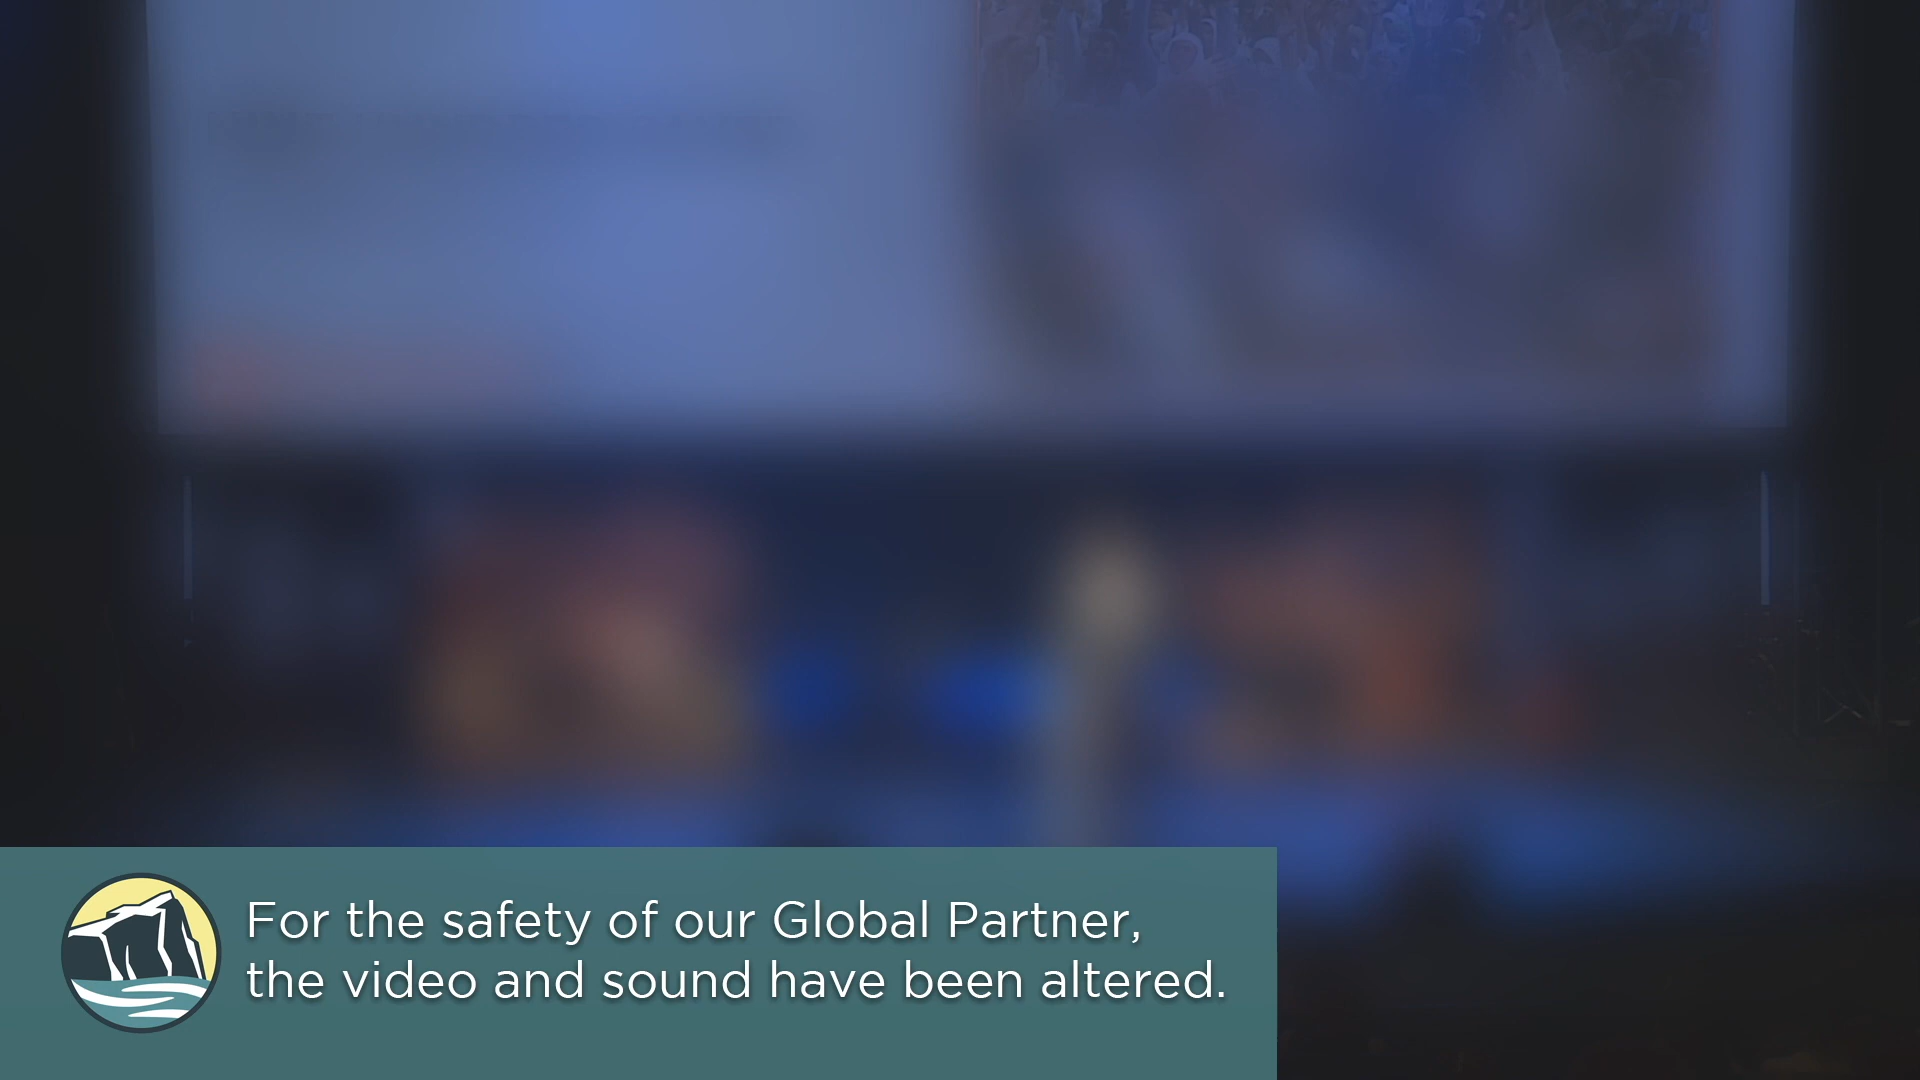 For the safety of our Global Partner,
the video and sound have been altered.